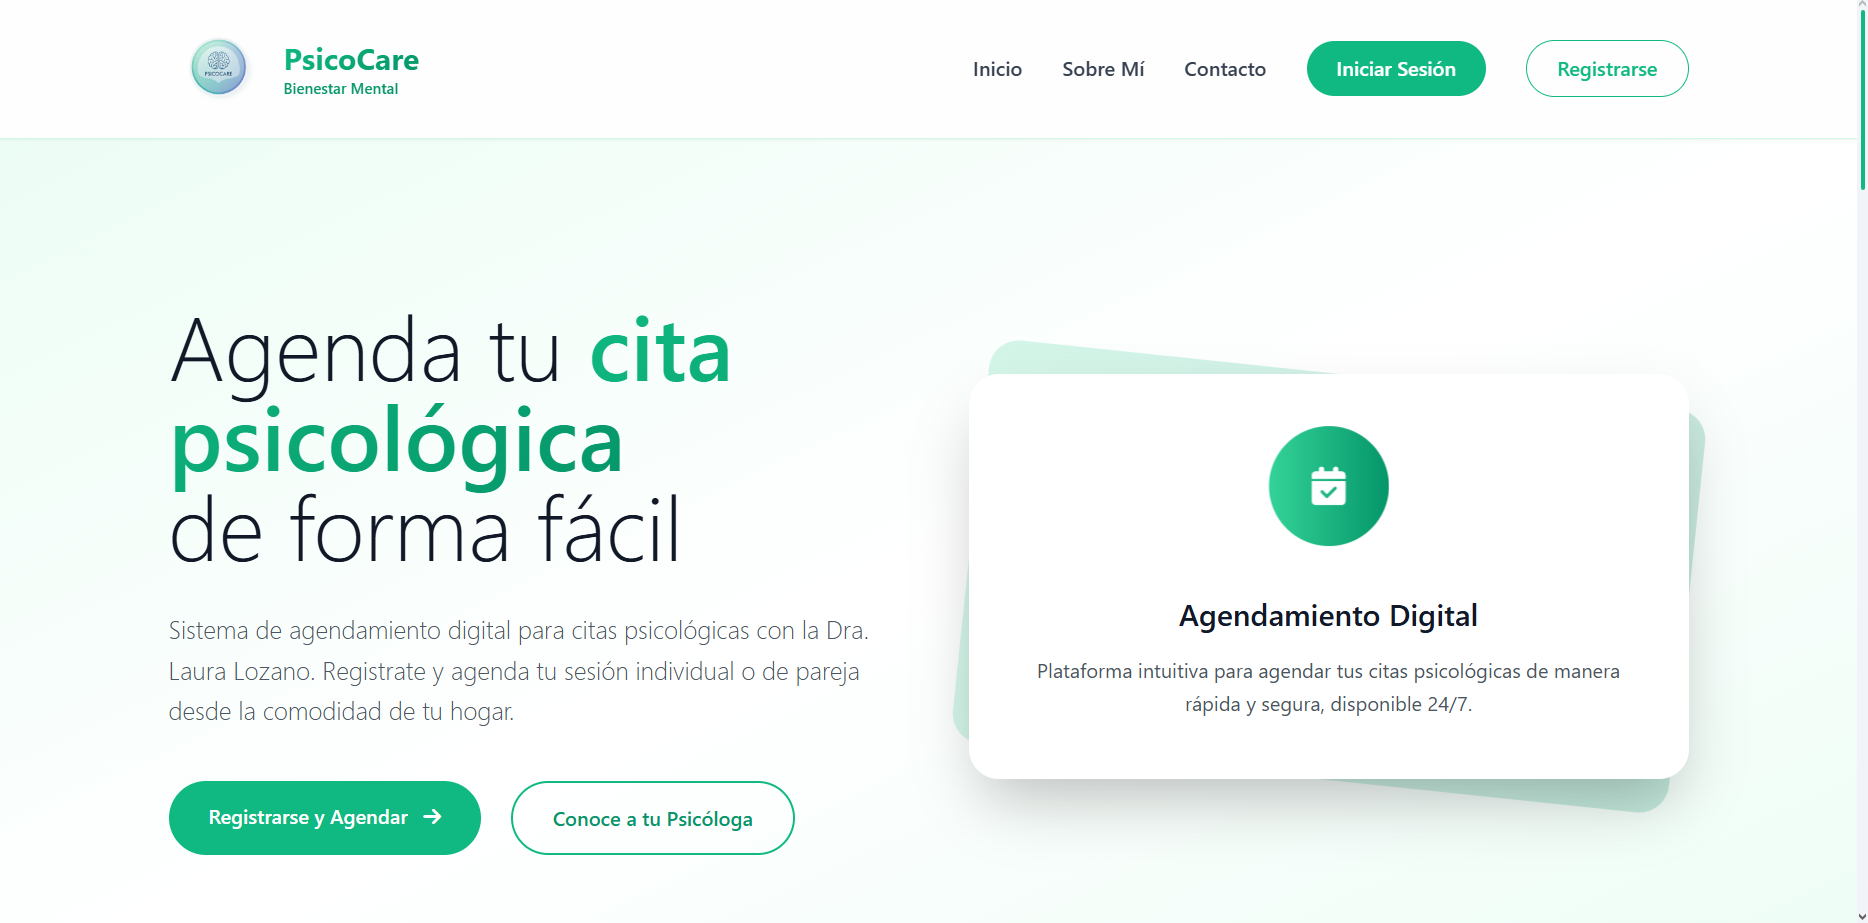 PSICOCARE
PsicoCare
Bienestar Mental
Inicio
Sobre Mí
Contacto
Iniciar Sesión
Registrarse
Agenda tu cita
psicológica
de forma fácil
Sistema de agendamiento digital para citas psicológicas con la Dra.
Laura Lozano. Registrate y agenda tu sesión individual o de pareja
desde la comodidad de tu hogar.
Registrarse y Agendar
Conoce a tu Psicóloga
Agendamiento Digital
Plataforma intuitiva para agendar tus citas psicológicas de manera
rápida y segura, disponible 24/7.